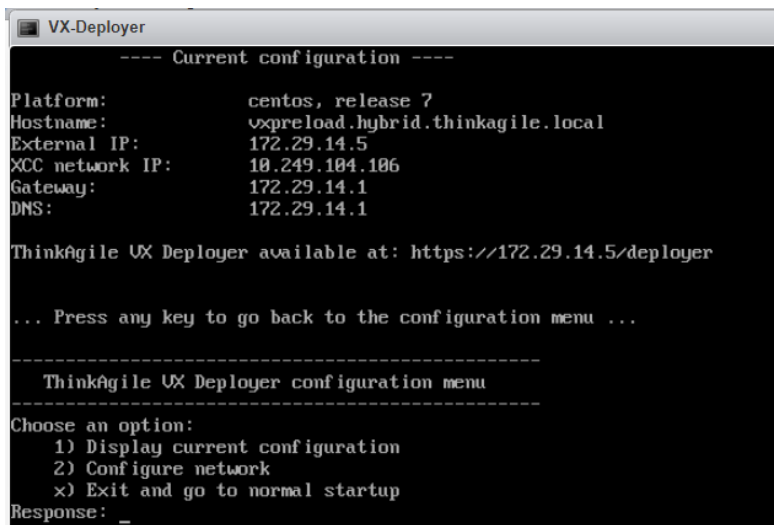 VX-Deployer
---- Current configuration ----
Platform: centos, release 7
Hostname: vxpreload.hybrid.thinkagile.local
External IP: 172.29.14.5
XCC network IP: 10.249.104.106
Gateway: 172.29.14.1
DNS: 172.29.14.1
ThinkAgile VX Deployer available at: https://172.29.14.5/deployer
... Press any key to go back to the configuration menu ...
------------------------------------------------
ThinkAgile VX Deployer configuration menu
------------------------------------------------
Choose an option:
1) Display current configuration
2) Configure network
x) Exit and go to normal startup
Response: _